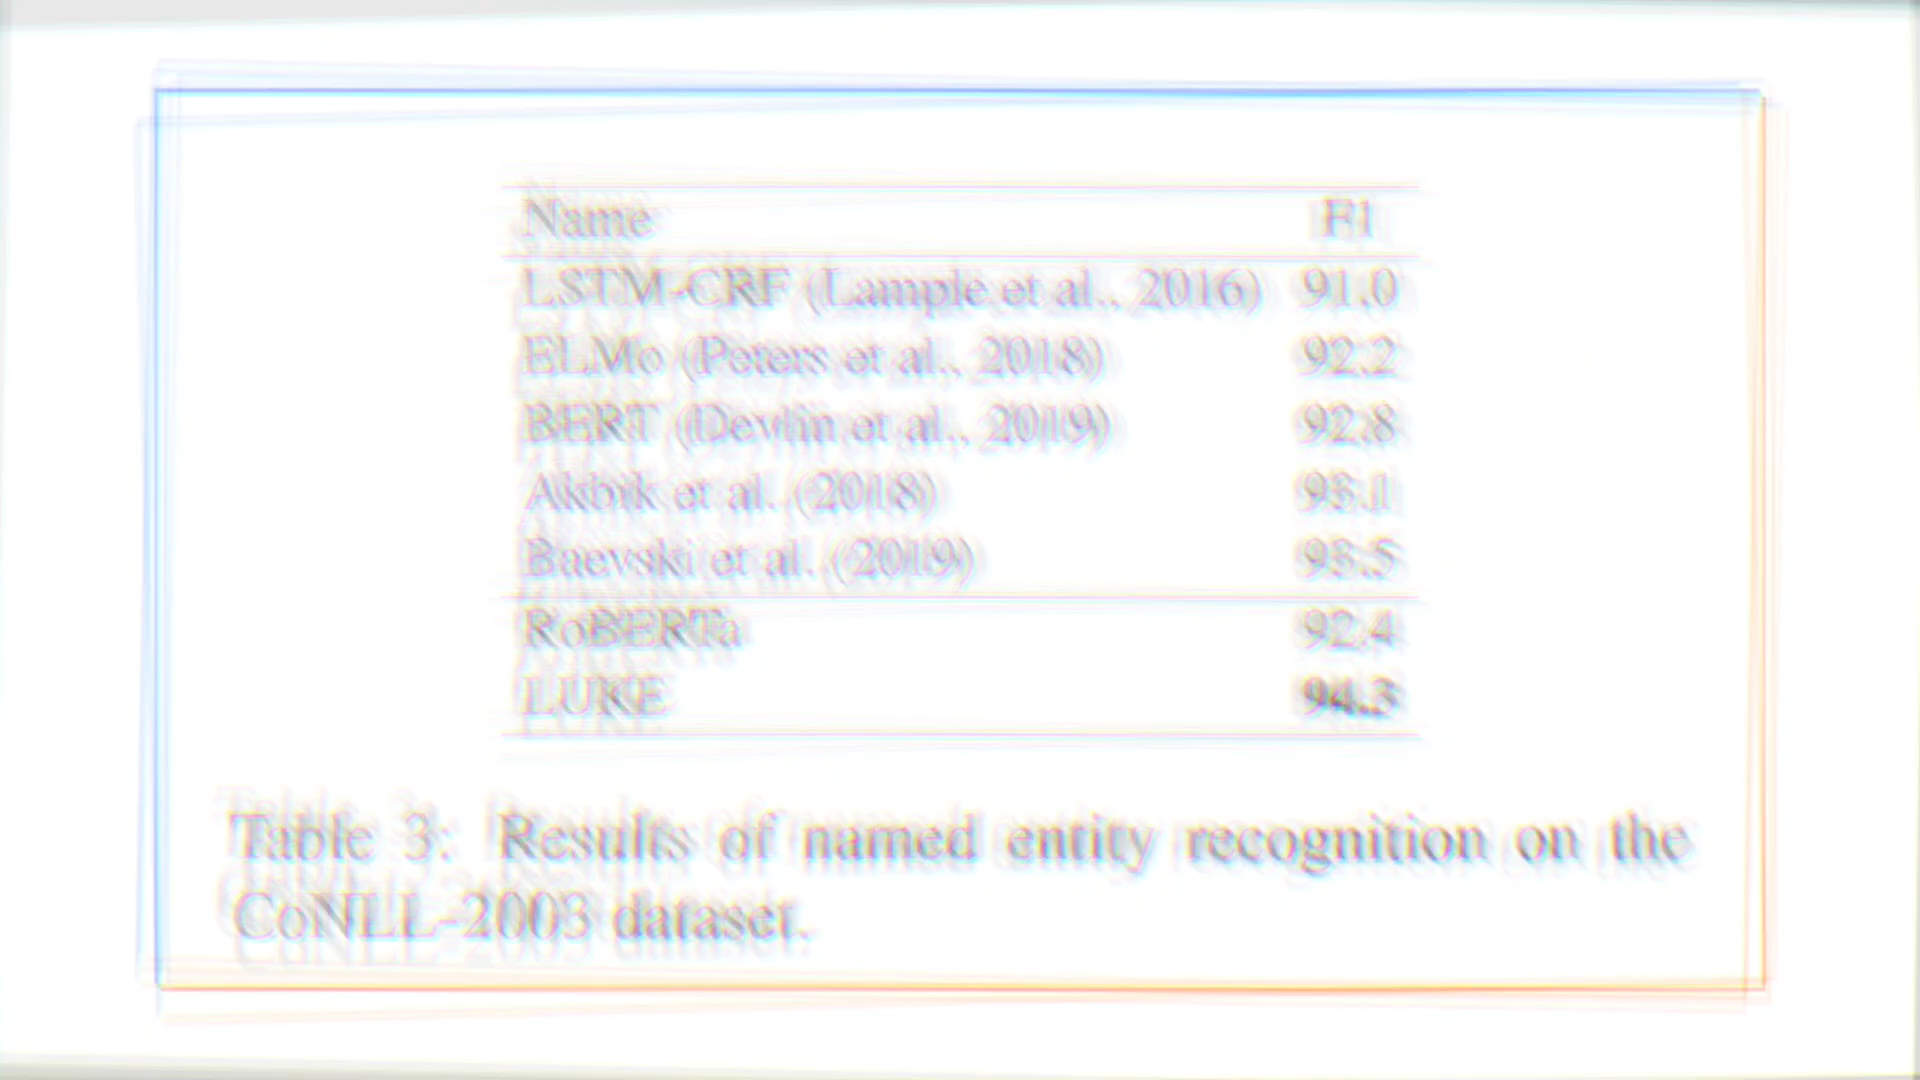 Name F1
LSTM-CRF (Lample et al., 2016) 91.0
ELMo (Peters et al., 2018) 92.2
BERT (Devlin et al., 2019) 92.8
Akbik et al. (2018) 93.1
Baevski et al. (2019) 93.5
RoBERTa 92.4
LUKE 94.3
Table 3: Results of named entity recognition on the
CoNLL-2003 dataset.